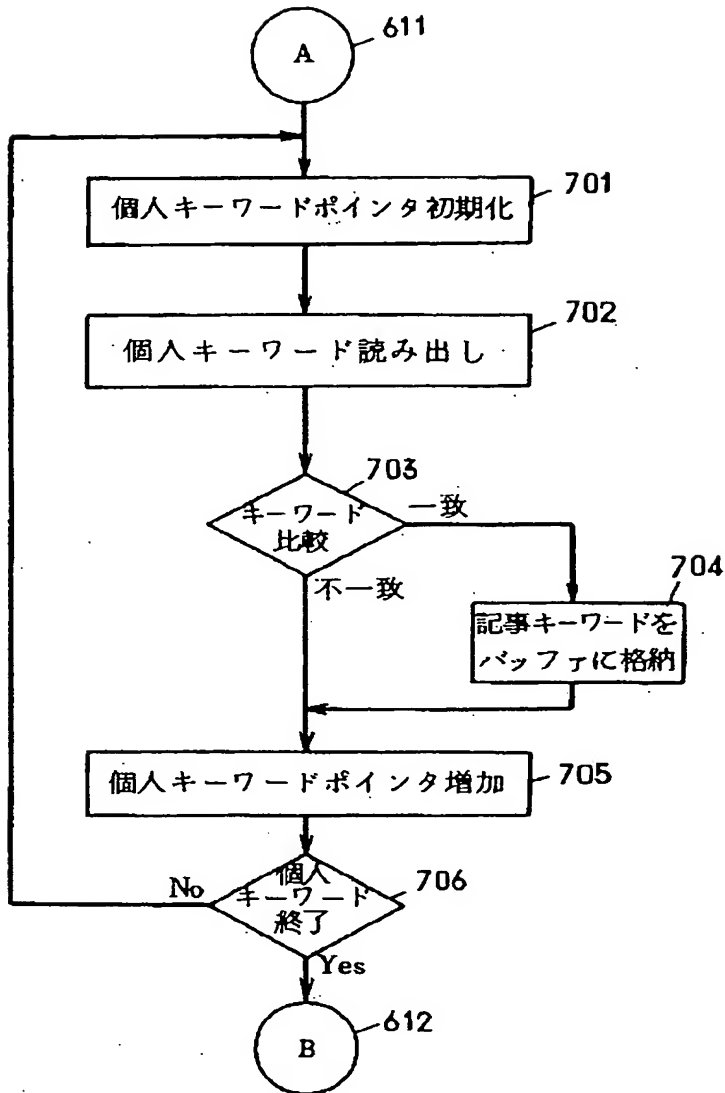 A
611
個人キーワードポインタ初期化
701
個人キーワード読み出し
702
703
キーワード
比較
一致
不一致
704
記事キーワードを
バッファに格納
個人キーワードポインタ増加
705
No
個人
キーワード
終了
706
Yes
B
612